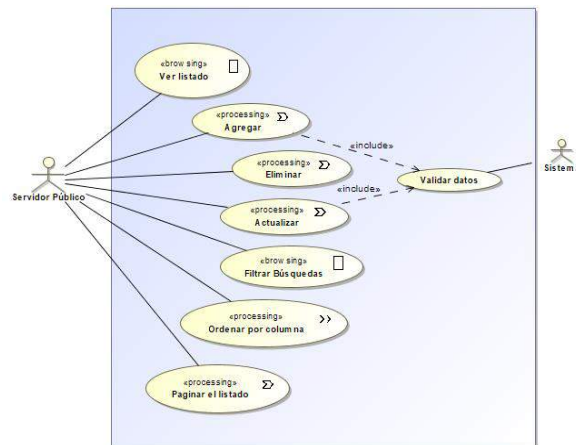 «brow sing»
Ver listado
«processing»
Agregar
«include»
«processing»
Eliminar
Validar datos
Sistem
Servidor Público
«include»
«processing»
Actualizar
«brow sing»
Filtrar Búsquedas
«processing»
Ordenar por columna
«processing»
Paginar el listado